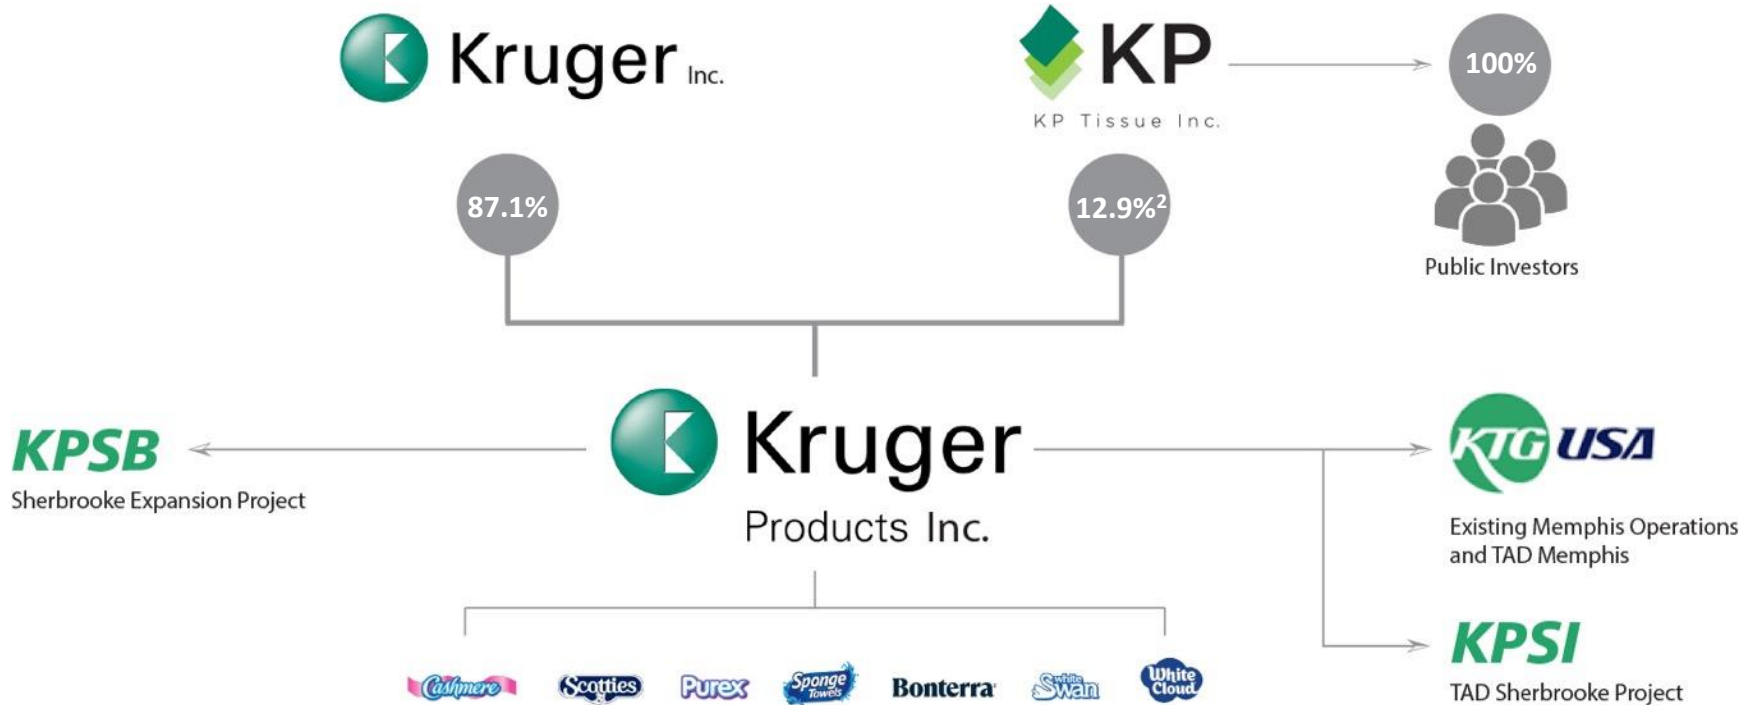 Kruger Inc.
KP
KP Tissue Inc.
100%
87.1%
12.9%²
Public Investors
KPSB
Sherbrooke Expansion Project
Kruger
Products Inc.
KTG USA
Existing Memphis Operations
and TAD Memphis
KPSI
TAD Sherbrooke Project
Cashmere
Scotties
Purex
Sponge
Towels
Bonterra
White
Swan
White
Cloud